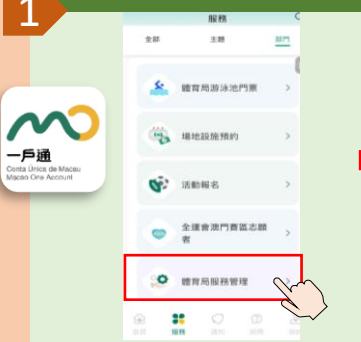 1
服務
全部
主題
部門
體育局游泳池門票
場地設施預約
一戶通
Conta Única de Macau
Macao One Account
活動報名
全運會澳門賽區志願
者
體育局服務管理
服務